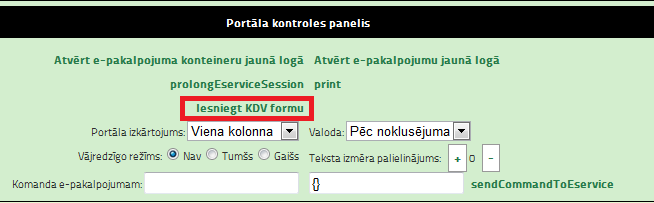 Portāla kontroles panelis
Atvērt e-pakalpojuma konteineru jaunā logā Atvērt e-pakalpojumu jaunā logā
prolongEserviceSession print
Iesniegt KDV formu
Portāla izkārtojums: Viena kolonna Valoda: Pēc noklusējuma
Vājredzīgo režīms: Nav Tumšs Gaišs Teksta izmēra palielinājums: + 0 -
Komanda e-pakalpojumam: {} sendCommandToEservice